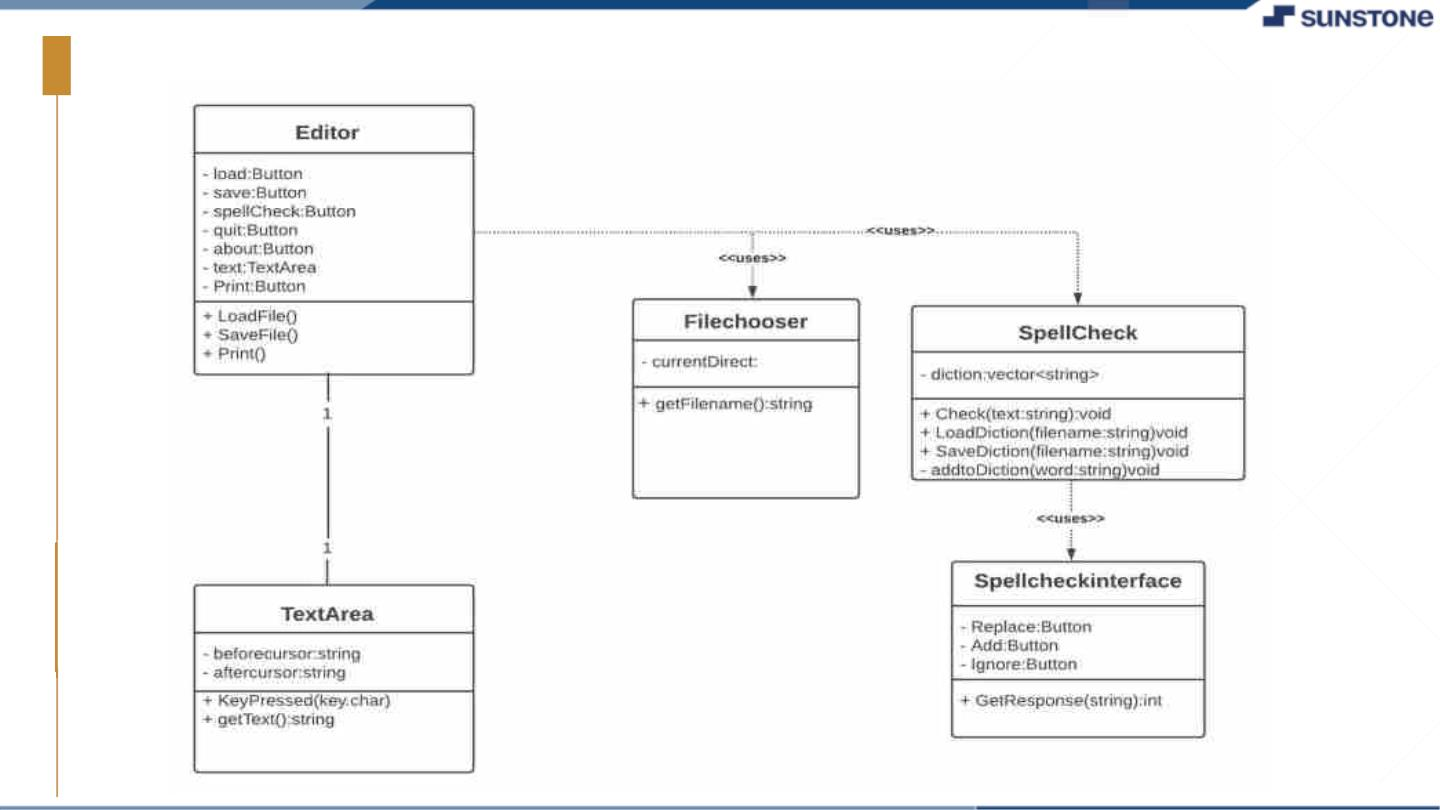 SUNSTONE
Editor
- load:Button
- save:Button
- spellCheck:Button
- quit:Button
- about:Button
- text:TextArea
- Print:Button
+ LoadFile()
+ SaveFile()
+ Print()
1
1
TextArea
- beforecursor:string
- aftercursor:string
+ KeyPressed(key.char)
+ getText():string
<<uses>>
<<uses>>
Filechooser
- currentDirect:
+ getFilename():string
SpellCheck
- diction:vector<string>
+ Check(text:string):void
+ LoadDiction(filename:string)void
+ SaveDiction(filename:string)void
- addtoDiction(word:string)void
<<uses>>
Spellcheckinterface
- Replace:Button
- Add:Button
- Ignore:Button
+ GetResponse(string):int